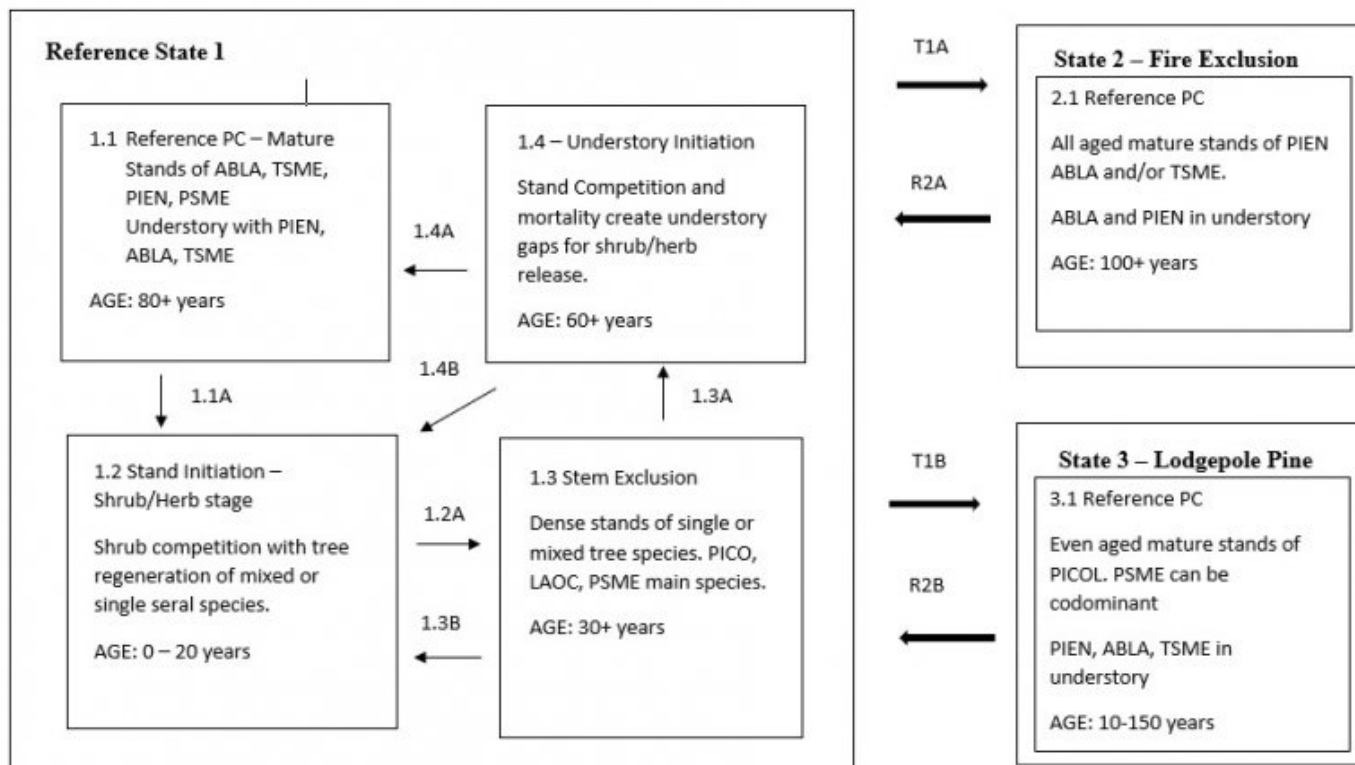 Reference State 1
1.1 Reference PC – Mature
Stands of ABLA, TSME,
PIEN, PSME
Understory with PIEN,
ABLA, TSME
AGE: 80+ years
1.4A
1.4 – Understory Initiation
Stand Competition and
mortality create understory
gaps for shrub/herb
release.
AGE: 60+ years
1.1A
1.4B
1.3A
1.2 Stand Initiation –
Shrub/Herb stage
Shrub competition with tree
regeneration of mixed or
single seral species.
AGE: 0 – 20 years
1.2A
1.3B
1.3 Stem Exclusion
Dense stands of single or
mixed tree species. PICO,
LAOC, PSME main species.
AGE: 30+ years
T1A
R2A
State 2 – Fire Exclusion
2.1 Reference PC
All aged mature stands of PIEN
ABLA and/or TSME.
ABLA and PIEN in understory
AGE: 100+ years
T1B
R2B
State 3 – Lodgepole Pine
3.1 Reference PC
Even aged mature stands of
PICOL. PSME can be
codominant
PIEN, ABLA, TSME in
understory
AGE: 10-150 years